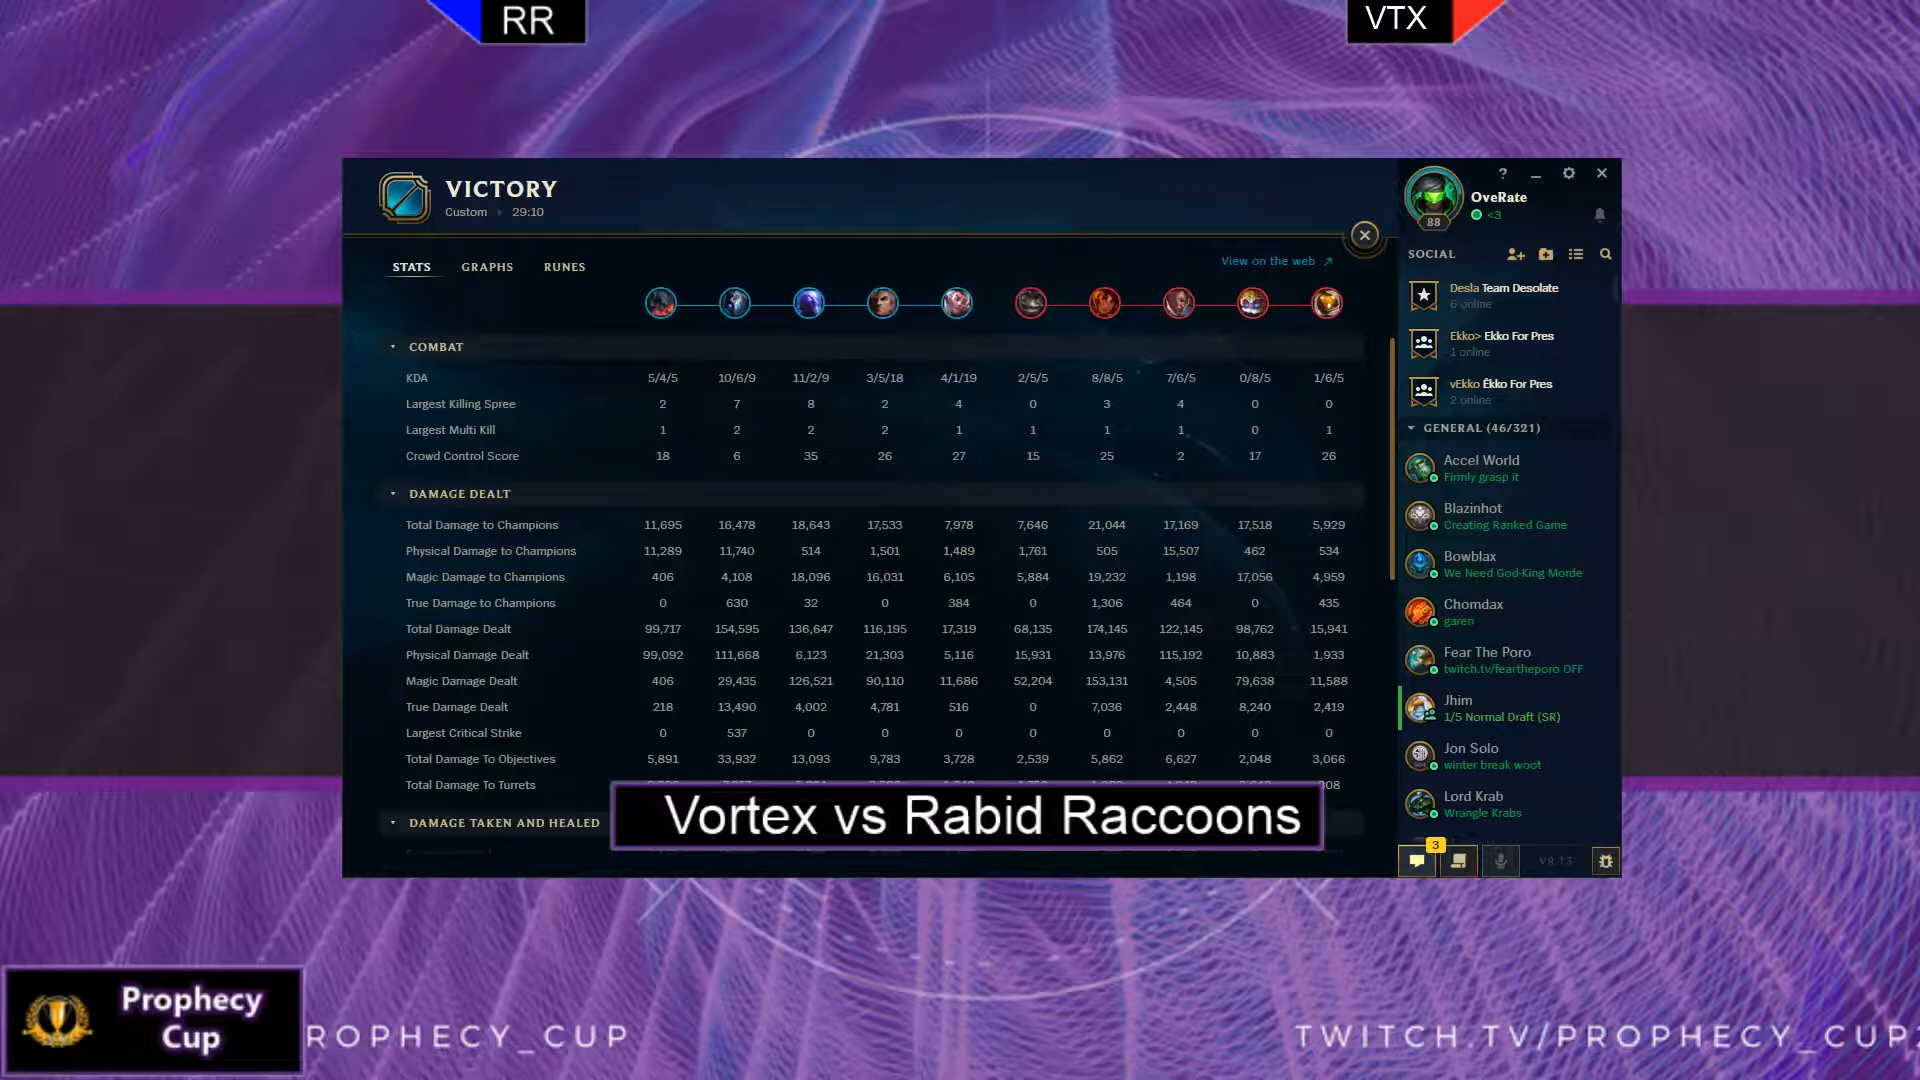 RR
VTX
VICTORY
Custom • 29:10
STATS GRAPHS RUNES
View on the web
COMBAT
KDA 5/4/5 10/6/9 11/2/9 3/5/18 4/1/19 2/5/5 8/8/5 7/6/5 0/8/5 1/6/5
Largest Killing Spree 2 7 8 2 4 0 3 4 0 0
Largest Multi Kill 1 2 2 2 1 1 1 1 0 1
Crowd Control Score 18 6 35 26 27 15 25 2 17 26
DAMAGE DEALT
Total Damage to Champions 11,695 16,478 18,643 17,533 7,978 7,646 21,044 17,169 17,518 5,929
Physical Damage to Champions 11,289 11,740 514 1,501 1,489 1,761 505 15,507 462 534
Magic Damage to Champions 406 4,108 18,096 16,031 6,105 5,884 19,232 1,198 17,056 4,959
True Damage to Champions 0 630 32 0 384 0 1,306 464 0 435
Total Damage Dealt 99,717 154,595 136,647 116,195 17,319 68,135 174,145 122,145 98,762 15,941
Physical Damage Dealt 99,092 111,668 6,123 21,303 5,116 15,931 13,976 115,192 10,883 1,933
Magic Damage Dealt 406 29,435 126,521 90,110 11,686 52,204 153,131 4,505 79,638 11,588
True Damage Dealt 218 13,490 4,002 4,781 516 0 7,036 2,448 8,240 2,419
Largest Critical Strike 0 537 0 0 0 0 0 0 0 0
Total Damage To Objectives 5,891 33,932 13,093 9,783 3,728 2,539 5,862 6,627 2,048 3,066
Total Damage To Turrets
DAMAGE TAKEN AND HEALED
Vortex vs Rabid Raccoons
?
OveRate
88
<3
SOCIAL
Desla Team Desolate
6 online
Ekko> Ekko For Pres
1 online
vEkko Êkko For Pres
2 online
GENERAL (46/321)
Accel World
Firmly grasp it
Blazinhot
Creating Ranked Game
Bowblax
We Need God-King Morde
Chomdax
garen
Fear The Poro
twitch.tv/feartheporo OFF
Jhim
1/5 Normal Draft (SR)
Jon Solo
winter break woot
Lord Krab
Wrangle Krabs
3
V8.13
Prophecy
Cup
ROPHECY_CUP
TWITCH.TV/PROPHECY_CUP